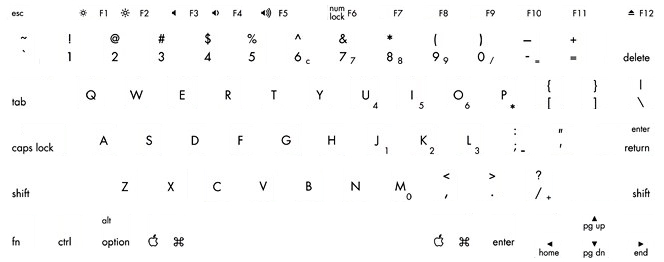 esc F1 F2 F3 F4 F5 num lock F6 F7 F8 F9 F10 F11 F12
~ ! @ # $ % ^ & * ( ) — +
` 1 2 3 4 5 6 c 7 7 8 8 9 9 0 / - = = delete
tab Q W E R T Y U 4 I 5 O 6 P * { [ } ] | \
caps lock A S D F G H J 1 K 2 L 3 : ; - " ' enter return
shift Z X C V B N M 0 < , > . ? / + shift
fn ctrl alt option ⌘ ⌘ enter home pg up pg dn end